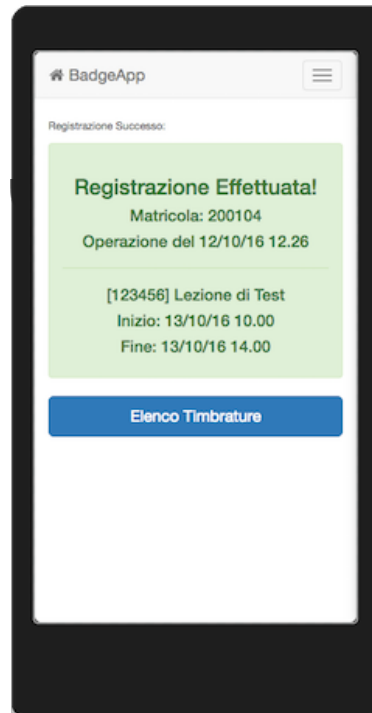 BadgeApp
Registrazione Successo:
Registrazione Effettuata!
Matricola: 200104
Operazione del 12/10/16 12.26
[123456] Lezione di Test
Inizio: 13/10/16 10.00
Fine: 13/10/16 14.00
Elenco Timbrature